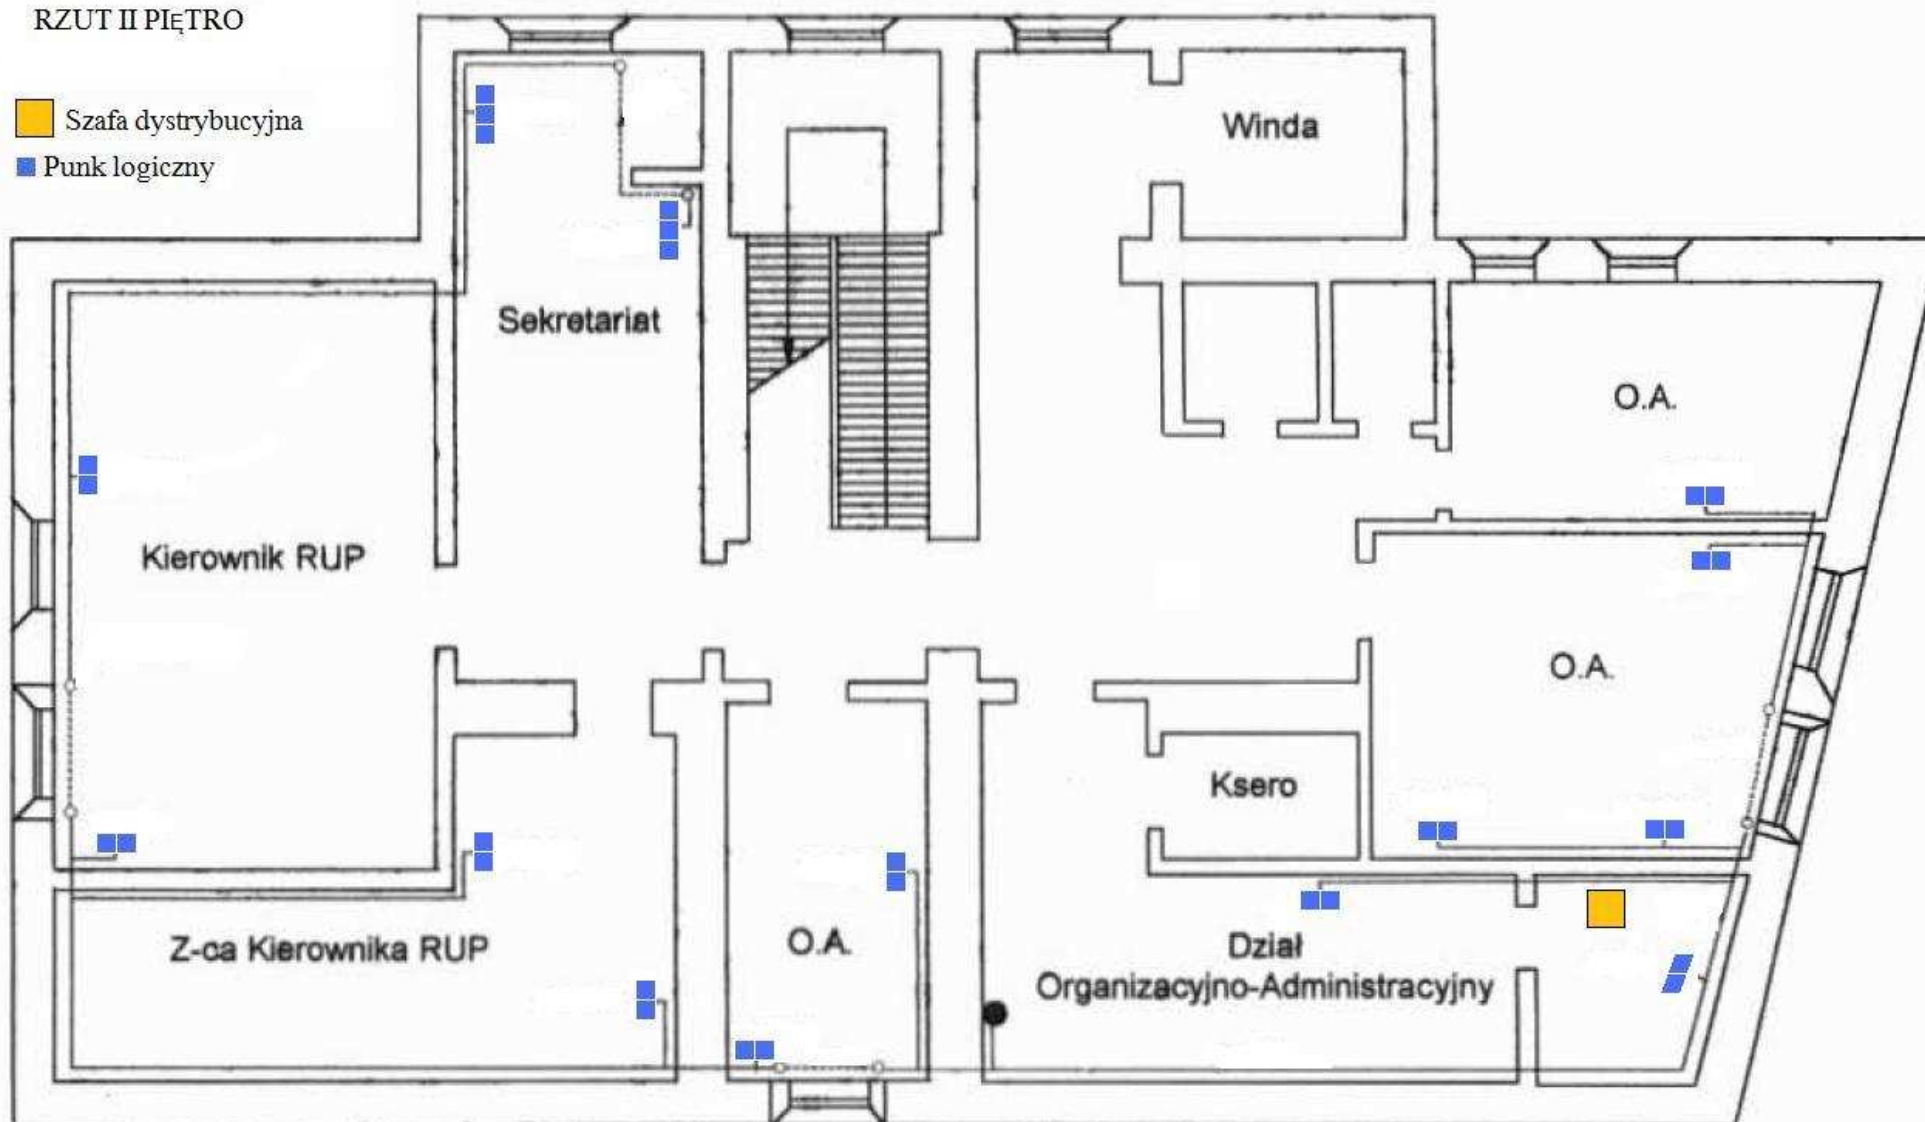 RZUT II PIĘTRO
Szafa dystrybucyjna
Punk logiczny
Winda
Sekretariat
O.A.
Kierownik RUP
O.A.
Ksero
Z-ca Kierownika RUP
O.A.
Dział
Organizacyjno-Administracyjny